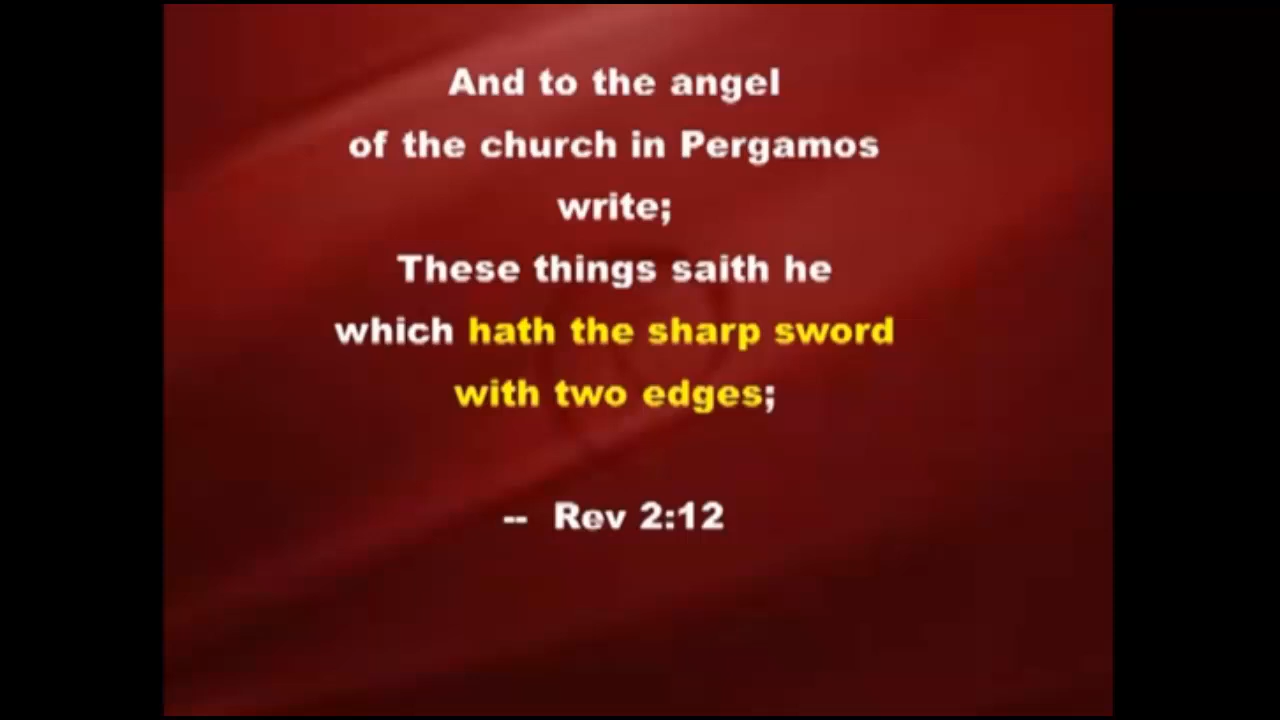 And to the angel
of the church in Pergamos
write;
These things saith he
which hath the sharp sword
with two edges;
-- Rev 2:12